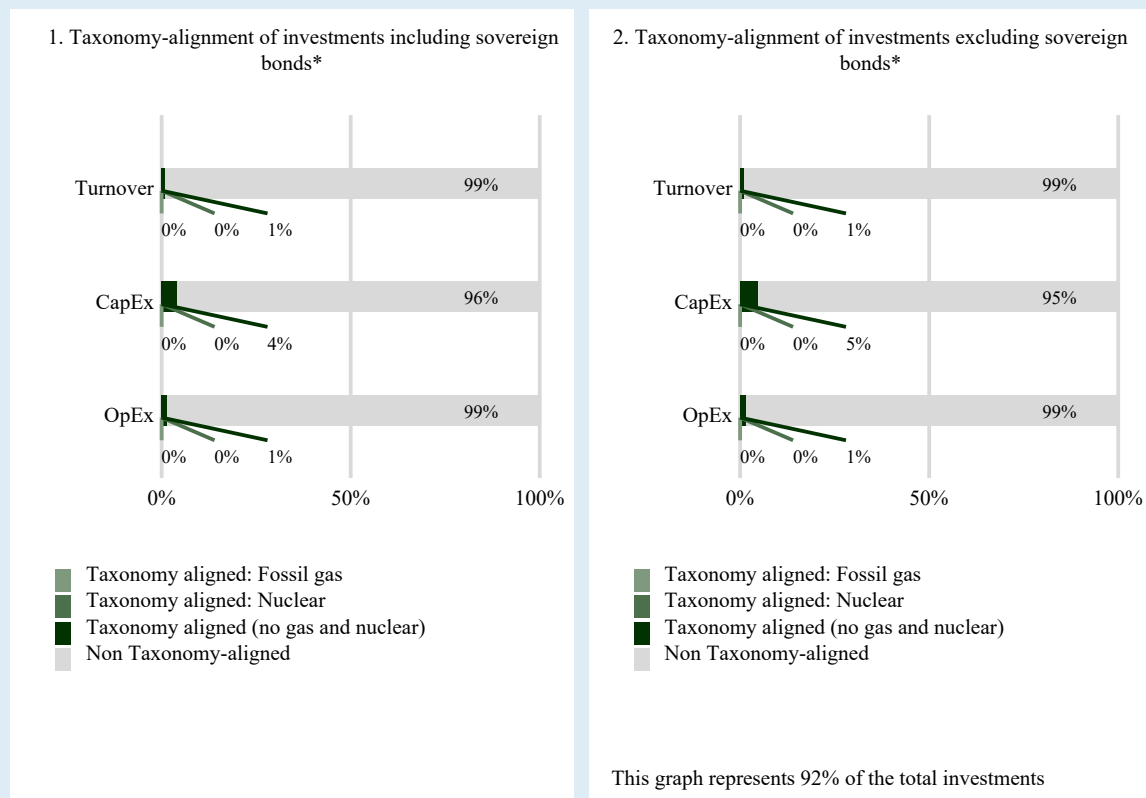 1. Taxonomy-alignment of investments including sovereign
bonds*
Turnover
99%
0% 0% 1%
CapEx
96%
0% 0% 4%
OpEx
99%
0% 0% 1%
0% 50% 100%
Taxonomy aligned: Fossil gas
Taxonomy aligned: Nuclear
Taxonomy aligned (no gas and nuclear)
Non Taxonomy-aligned
2. Taxonomy-alignment of investments excluding sovereign
bonds*
Turnover
99%
0% 0% 1%
CapEx
95%
0% 0% 5%
OpEx
99%
0% 0% 1%
0% 50% 100%
Taxonomy aligned: Fossil gas
Taxonomy aligned: Nuclear
Taxonomy aligned (no gas and nuclear)
Non Taxonomy-aligned
This graph represents 92% of the total investments